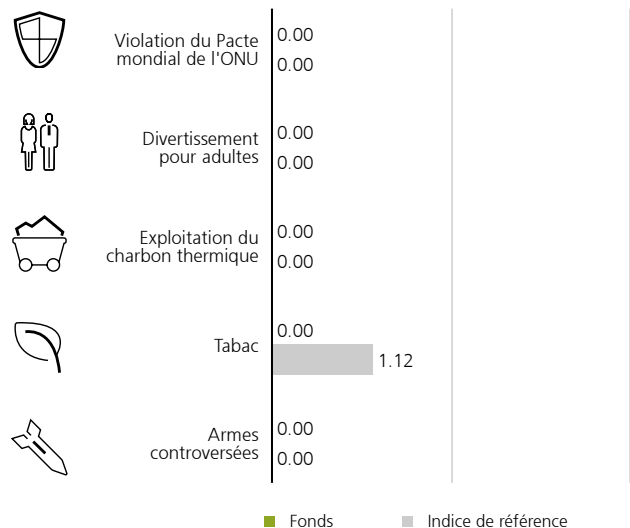 Violation du Pacte
mondial de l'ONU
0.00
0.00
Divertissement
pour adultes
0.00
0.00
Exploitation du
charbon thermique
0.00
0.00
Tabac
0.00
1.12
Armes
controversées
0.00
0.00
Fonds
Indice de référence